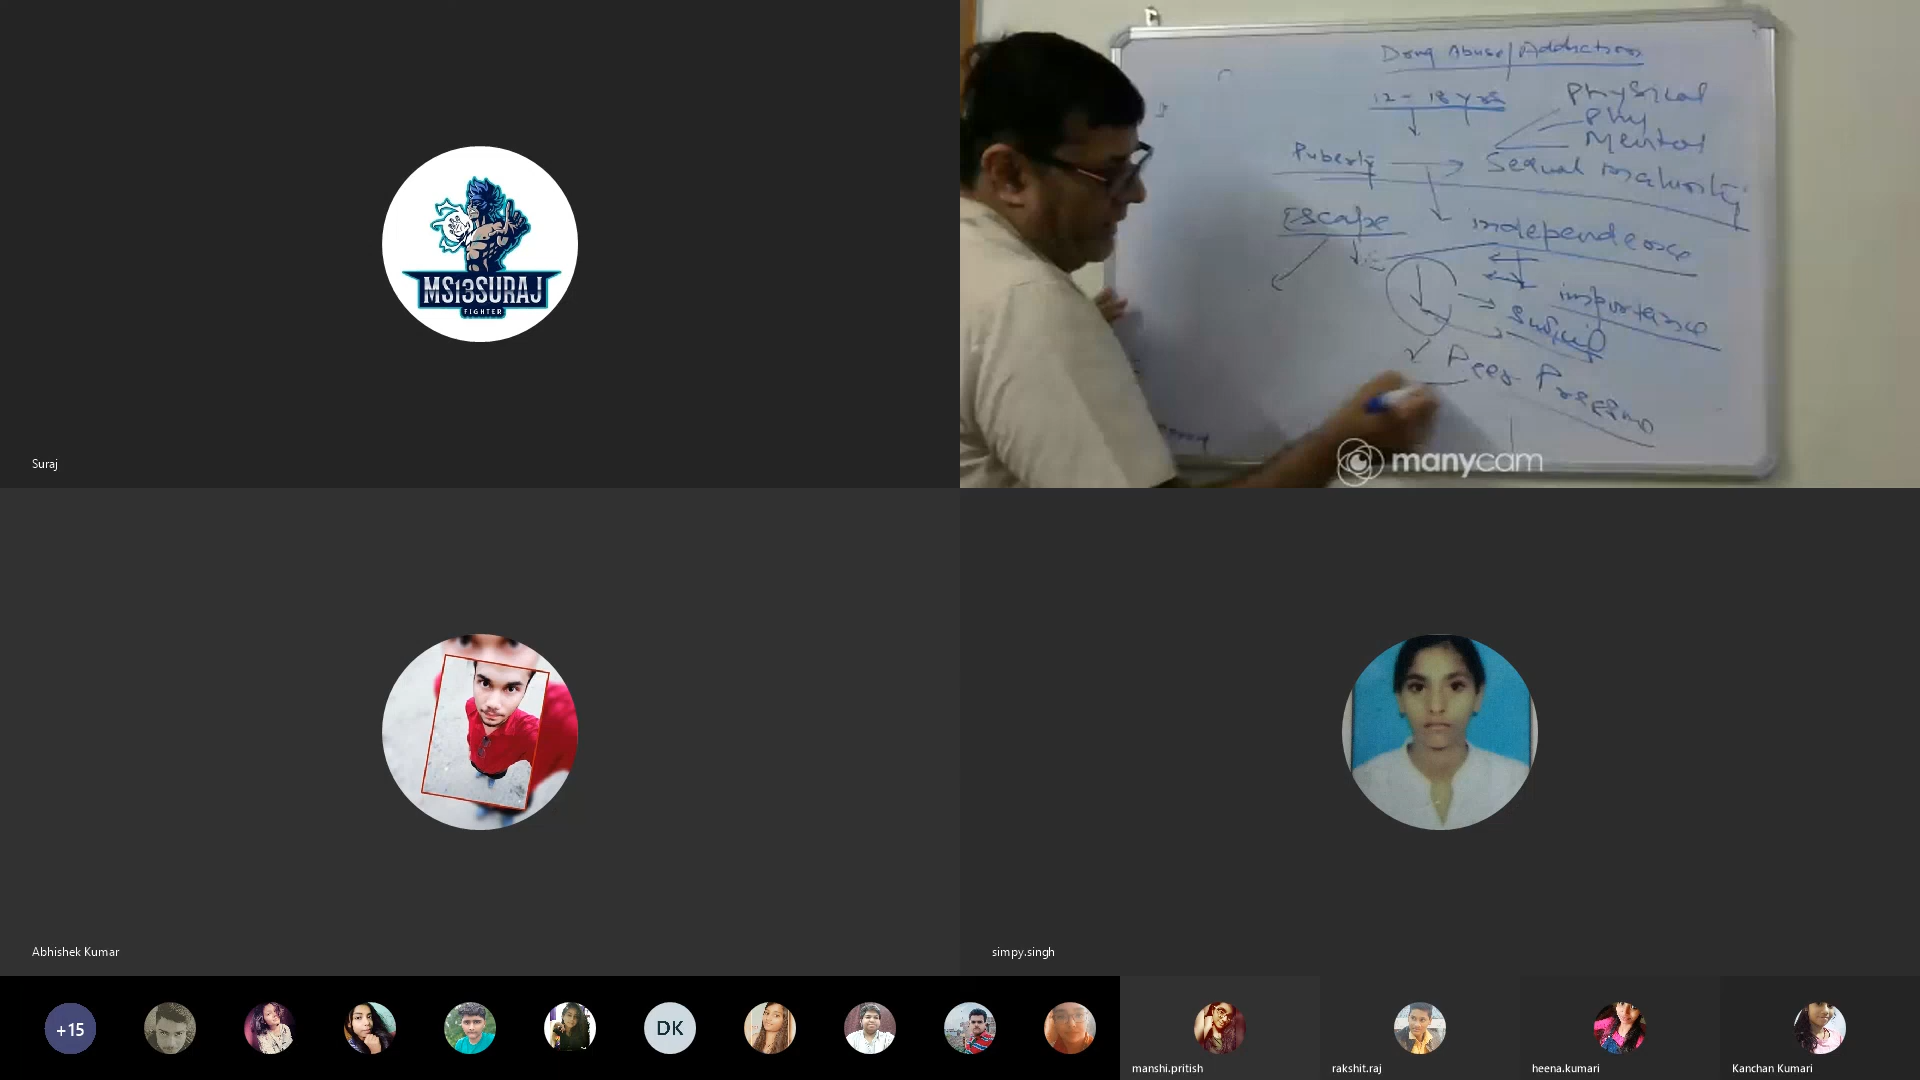 MS13SURAJ
FIGHTER
Suraj
Drug Abuse/Addiction
12 - 18 yrs
Physical
Phy
Mental
Puberty
Sexual maturity
Escape
independence
importance
Peer Pressure
manycam
Abhishek Kumar
simpy.singh
+15
DK
manshi.pritish
rakshit.raj
heena.kumari
Kanchan Kumari